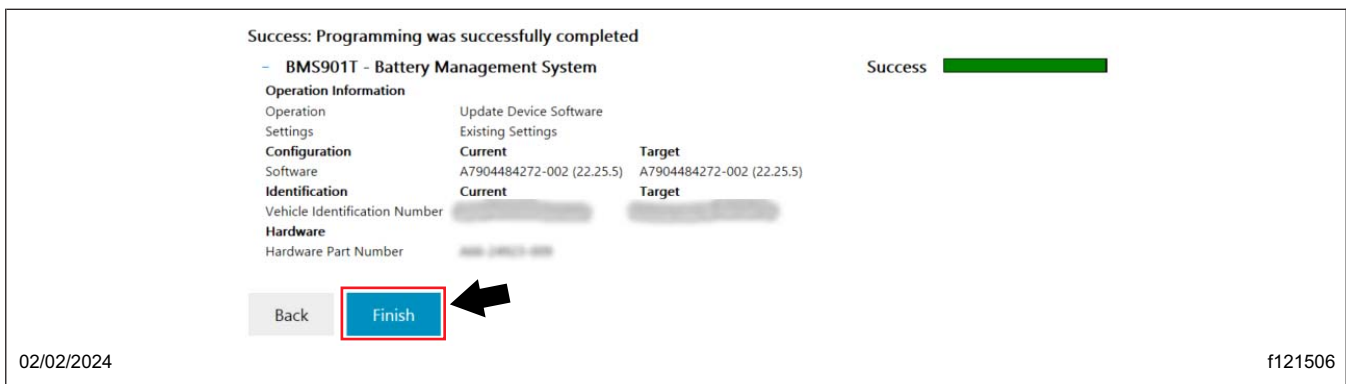 Success: Programming was successfully completed
− BMS901T - Battery Management System Success
Operation Information
Operation Update Device Software
Settings Existing Settings
Configuration Current Target
Software A7904484272-002 (22.25.5) A7904484272-002 (22.25.5)
Identification Current Target
Vehicle Identification Number
Hardware
Hardware Part Number
Back Finish
02/02/2024 f121506